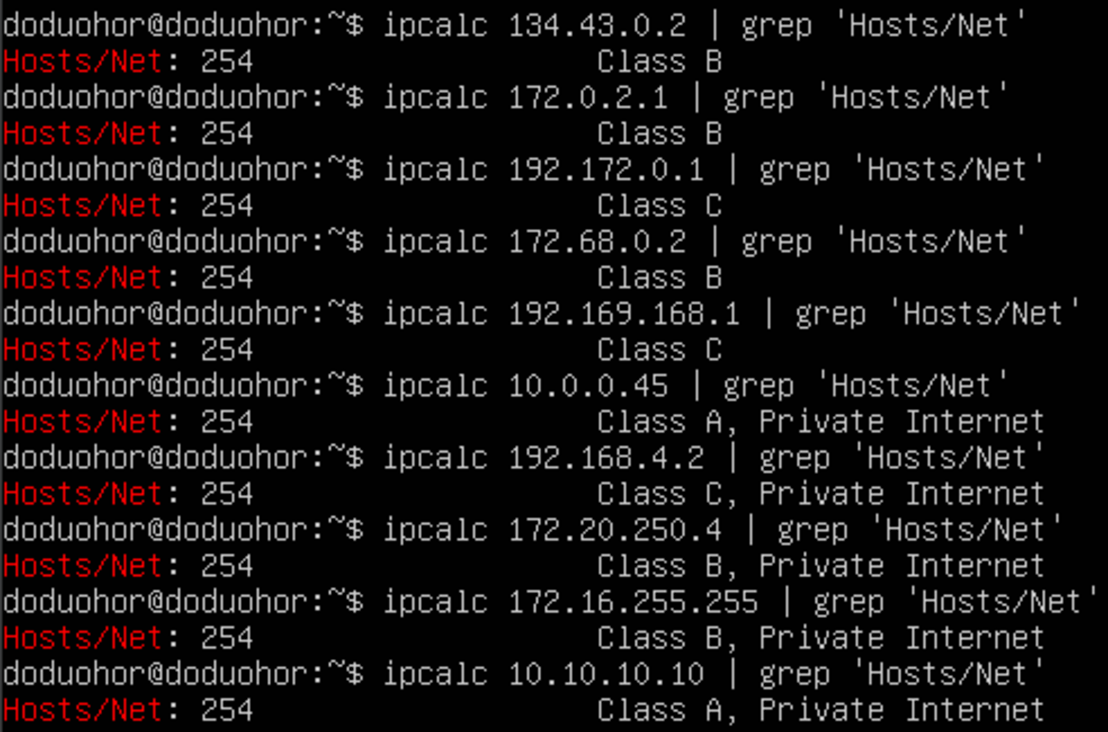 doduohor@doduohor:~$ ipcalc 134.43.0.2 | grep 'Hosts/Net'
Hosts/Net: 254                   Class B
doduohor@doduohor:~$ ipcalc 172.0.2.1 | grep 'Hosts/Net'
Hosts/Net: 254                   Class B
doduohor@doduohor:~$ ipcalc 192.172.0.1 | grep 'Hosts/Net'
Hosts/Net: 254                   Class C
doduohor@doduohor:~$ ipcalc 172.68.0.2 | grep 'Hosts/Net'
Hosts/Net: 254                   Class B
doduohor@doduohor:~$ ipcalc 192.169.168.1 | grep 'Hosts/Net'
Hosts/Net: 254                   Class C
doduohor@doduohor:~$ ipcalc 10.0.0.45 | grep 'Hosts/Net'
Hosts/Net: 254                   Class A, Private Internet
doduohor@doduohor:~$ ipcalc 192.168.4.2 | grep 'Hosts/Net'
Hosts/Net: 254                   Class C, Private Internet
doduohor@doduohor:~$ ipcalc 172.20.250.4 | grep 'Hosts/Net'
Hosts/Net: 254                   Class B, Private Internet
doduohor@doduohor:~$ ipcalc 172.16.255.255 | grep 'Hosts/Net'
Hosts/Net: 254                   Class B, Private Internet
doduohor@doduohor:~$ ipcalc 10.10.10.10 | grep 'Hosts/Net'
Hosts/Net: 254                   Class A, Private Internet